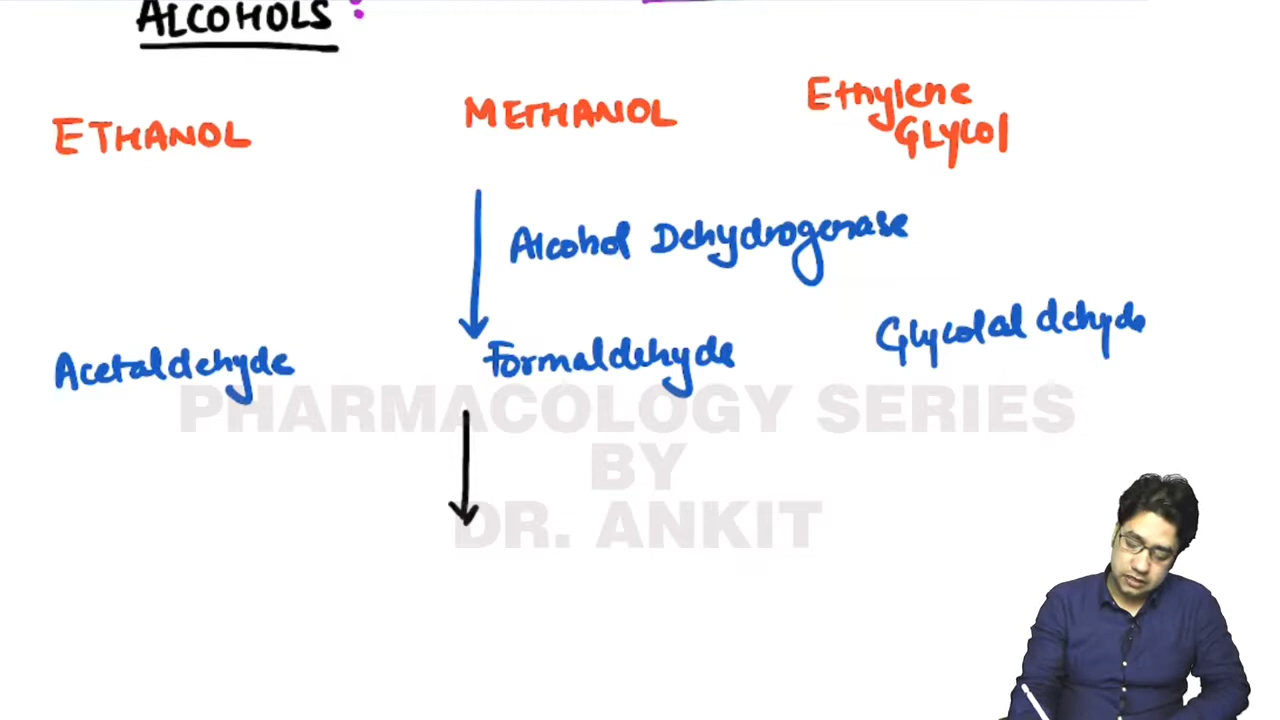 ALCOHOLS :
ETHANOL
METHANOL
Ethylene
GLycol
Alcohol Dehydrogenase
Acetaldehyde
Formaldehyde
Glycolaldehyde
PHARMACOLOGY SERIES
BY
DR. ANKIT